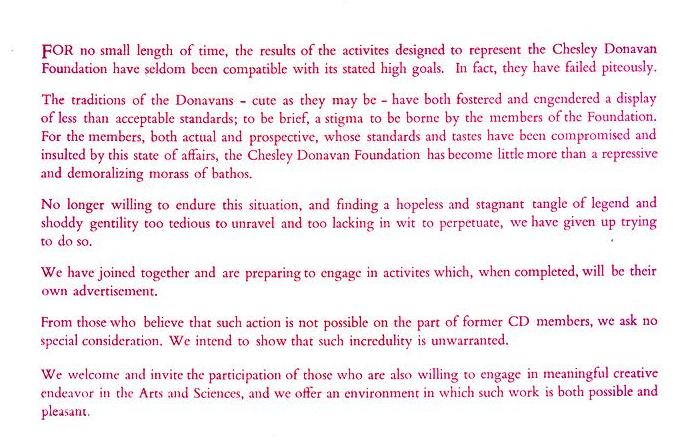 FOR no small length of time, the results of the activites designed to represent the Chesley Donavan
Foundation have seldom been compatible with its stated high goals. In fact, they have failed piteously.
The traditions of the Donavans - cute as they may be - have both fostered and engendered a display
of less than acceptable standards; to be brief, a stigma to be borne by the members of the Foundation.
For the members, both actual and prospective, whose standards and tastes have been compromised and
insulted by this state of affairs, the Chesley Donavan Foundation has become little more than a repressive
and demoralizing morass of bathos.
No longer willing to endure this situation, and finding a hopeless and stagnant tangle of legend and
shoddy gentility too tedious to unravel and too lacking in wit to perpetuate, we have given up trying
to do so.
We have joined together and are preparing to engage in activites which, when completed, will be their
own advertisement.
From those who believe that such action is not possible on the part of former CD members, we ask no
special consideration. We intend to show that such incredulity is unwarranted.
We welcome and invite the participation of those who are also willing to engage in meaningful creative
endeavor in the Arts and Sciences, and we offer an environment in which such work is both possible and
pleasant.